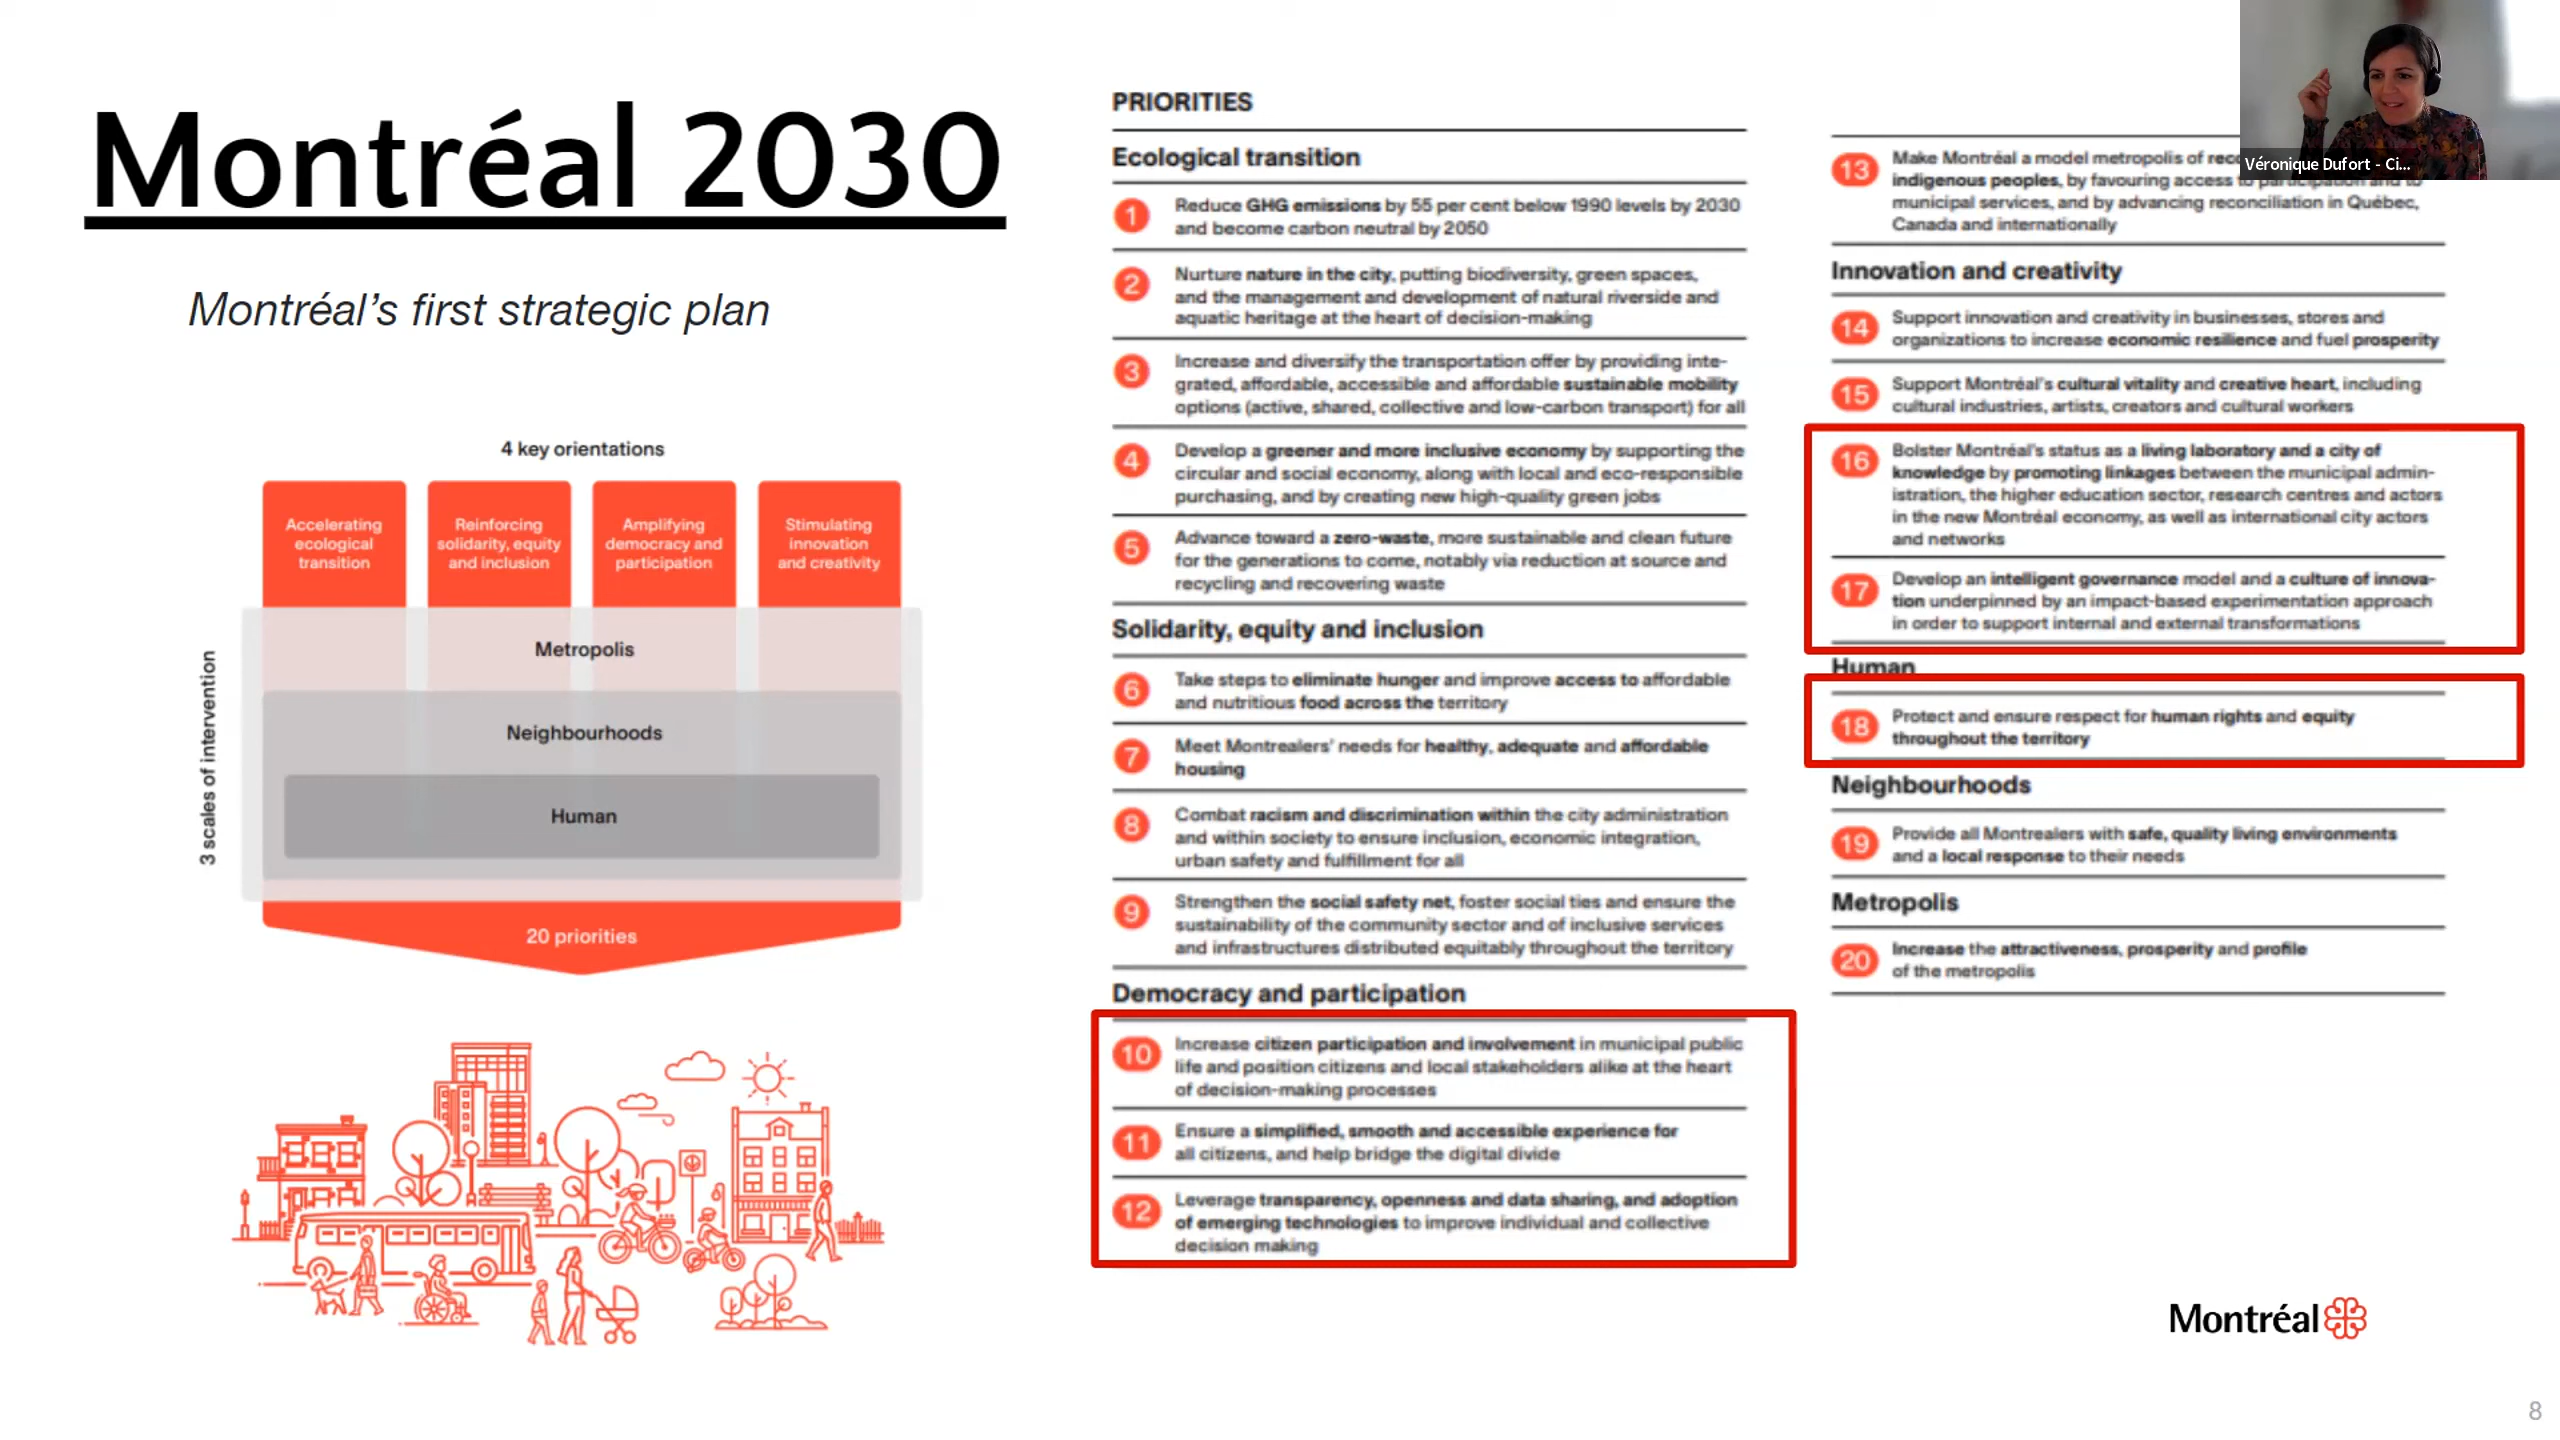 Montréal 2030
Montréal's first strategic plan
4 key orientations
Accelerating
ecological
transition
Reinforcing
solidarity, equity
and inclusion
Amplifying
democracy and
participation
Stimulating
innovation
and creativity
3 scales of intervention
Metropolis
Neighbourhoods
Human
20 priorities
PRIORITIES
Ecological transition
1 Reduce GHG emissions by 55 per cent below 1990 levels by 2030
and become carbon neutral by 2050
2 Nurture nature in the city, putting biodiversity, green spaces,
and the management and development of natural riverside and
aquatic heritage at the heart of decision-making
3 Increase and diversify the transportation offer by providing inte-
grated, affordable, accessible and affordable sustainable mobility
options (active, shared, collective and low-carbon transport) for all
4 Develop a greener and more inclusive economy by supporting the
circular and social economy, along with local and eco-responsible
purchasing, and by creating new high-quality green jobs
5 Advance toward a zero-waste, more sustainable and clean future
for the generations to come, notably via reduction at source and
recycling and recovering waste
Solidarity, equity and inclusion
6 Take steps to eliminate hunger and improve access to affordable
and nutritious food across the territory
7 Meet Montrealers' needs for healthy, adequate and affordable
housing
8 Combat racism and discrimination within the city administration
and within society to ensure inclusion, economic integration,
urban safety and fulfillment for all
9 Strengthen the social safety net, foster social ties and ensure the
sustainability of the community sector and of inclusive services
and infrastructures distributed equitably throughout the territory
Democracy and participation
10 Increase citizen participation and involvement in municipal public
life and position citizens and local stakeholders alike at the heart
of decision-making processes
11 Ensure a simplified, smooth and accessible experience for
all citizens, and help bridge the digital divide
12 Leverage transparency, openness and data sharing, and adoption
of emerging technologies to improve individual and collective
decision making
13 Make Montréal a model metropolis of
indigenous peoples, by favouring access to participation and to
municipal services, and by advancing reconciliation in Québec,
Canada and internationally
Innovation and creativity
14 Support innovation and creativity in businesses, stores and
organizations to increase economic resilience and fuel prosperity
15 Support Montréal's cultural vitality and creative heart, including
cultural industries, artists, creators and cultural workers
16 Bolster Montréal's status as a living laboratory and a city of
knowledge by promoting linkages between the municipal admin-
istration, the higher education sector, research centres and actors
in the new Montréal economy, as well as international city actors
and networks
17 Develop an intelligent governance model and a culture of innova-
tion underpinned by an impact-based experimentation approach
in order to support internal and external transformations
Human
18 Protect and ensure respect for human rights and equity
throughout the territory
Neighbourhoods
19 Provide all Montrealers with safe, quality living environments
and a local response to their needs
Metropolis
20 Increase the attractiveness, prosperity and profile
of the metropolis
Véronique Dufort - Ci...
Montréal
8